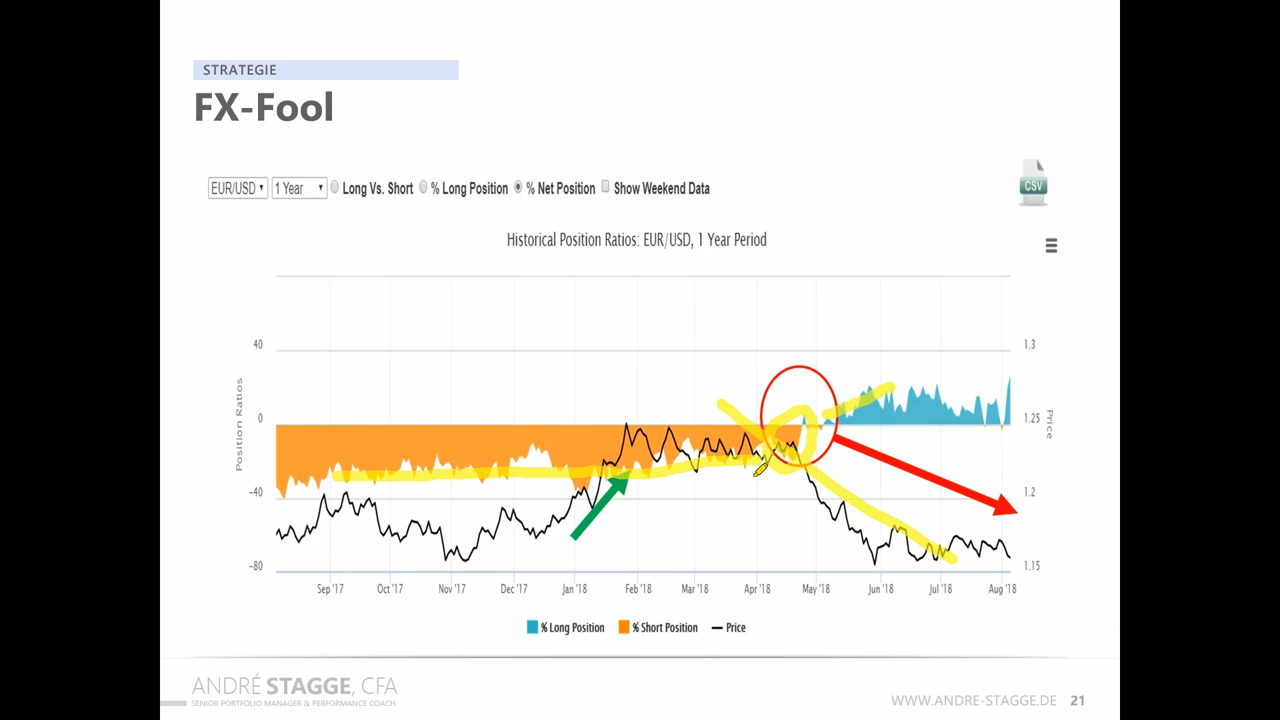 STRATEGIE
FX-Fool
EUR/USD 1 Year Long Vs. Short % Long Position % Net Position Show Weekend Data
CSV
Historical Position Ratios: EUR/USD, 1 Year Period
40 1.3
0 1.25
-40 1.2
-80 1.15
Position Ratios
Price
Sep '17 Oct '17 Nov '17 Dec '17 Jan '18 Feb '18 Mar '18 Apr '18 May '18 Jun '18 Jul '18 Aug '18
% Long Position % Short Position Price
ANDRÉ STAGGE, CFA
SENIOR PORTFOLIO MANAGER & PERFORMANCE COACH
WWW.ANDRE-STAGGE.DE 21